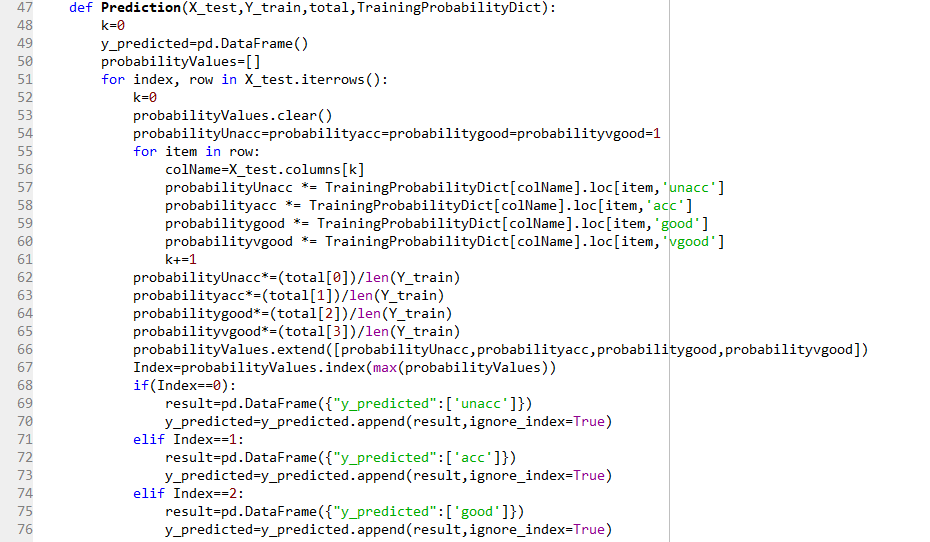 47 def Prediction(X_test,Y_train,total,TrainingProbabilityDict):
48 k=0
49 y_predicted=pd.DataFrame()
50 probabilityValues=[]
51 for index, row in X_test.iterrows():
52 k=0
53 probabilityValues.clear()
54 probabilityUnacc=probabilityacc=probabilitygood=probabilityvgood=1
55 for item in row:
56 colName=X_test.columns[k]
57 probabilityUnacc *= TrainingProbabilityDict[colName].loc[item,'unacc']
58 probabilityacc *= TrainingProbabilityDict[colName].loc[item,'acc']
59 probabilitygood *= TrainingProbabilityDict[colName].loc[item,'good']
60 probabilityvgood *= TrainingProbabilityDict[colName].loc[item,'vgood']
61 k+=1
62 probabilityUnacc*=(total[0])/len(Y_train)
63 probabilityacc*=(total[1])/len(Y_train)
64 probabilitygood*=(total[2])/len(Y_train)
65 probabilityvgood*=(total[3])/len(Y_train)
66 probabilityValues.extend([probabilityUnacc,probabilityacc,probabilitygood,probabilityvgood])
67 Index=probabilityValues.index(max(probabilityValues))
68 if(Index==0):
69 result=pd.DataFrame({"y_predicted":['unacc']})
70 y_predicted=y_predicted.append(result,ignore_index=True)
71 elif Index==1:
72 result=pd.DataFrame({"y_predicted":['acc']})
73 y_predicted=y_predicted.append(result,ignore_index=True)
74 elif Index==2:
75 result=pd.DataFrame({"y_predicted":['good']})
76 y_predicted=y_predicted.append(result,ignore_index=True)